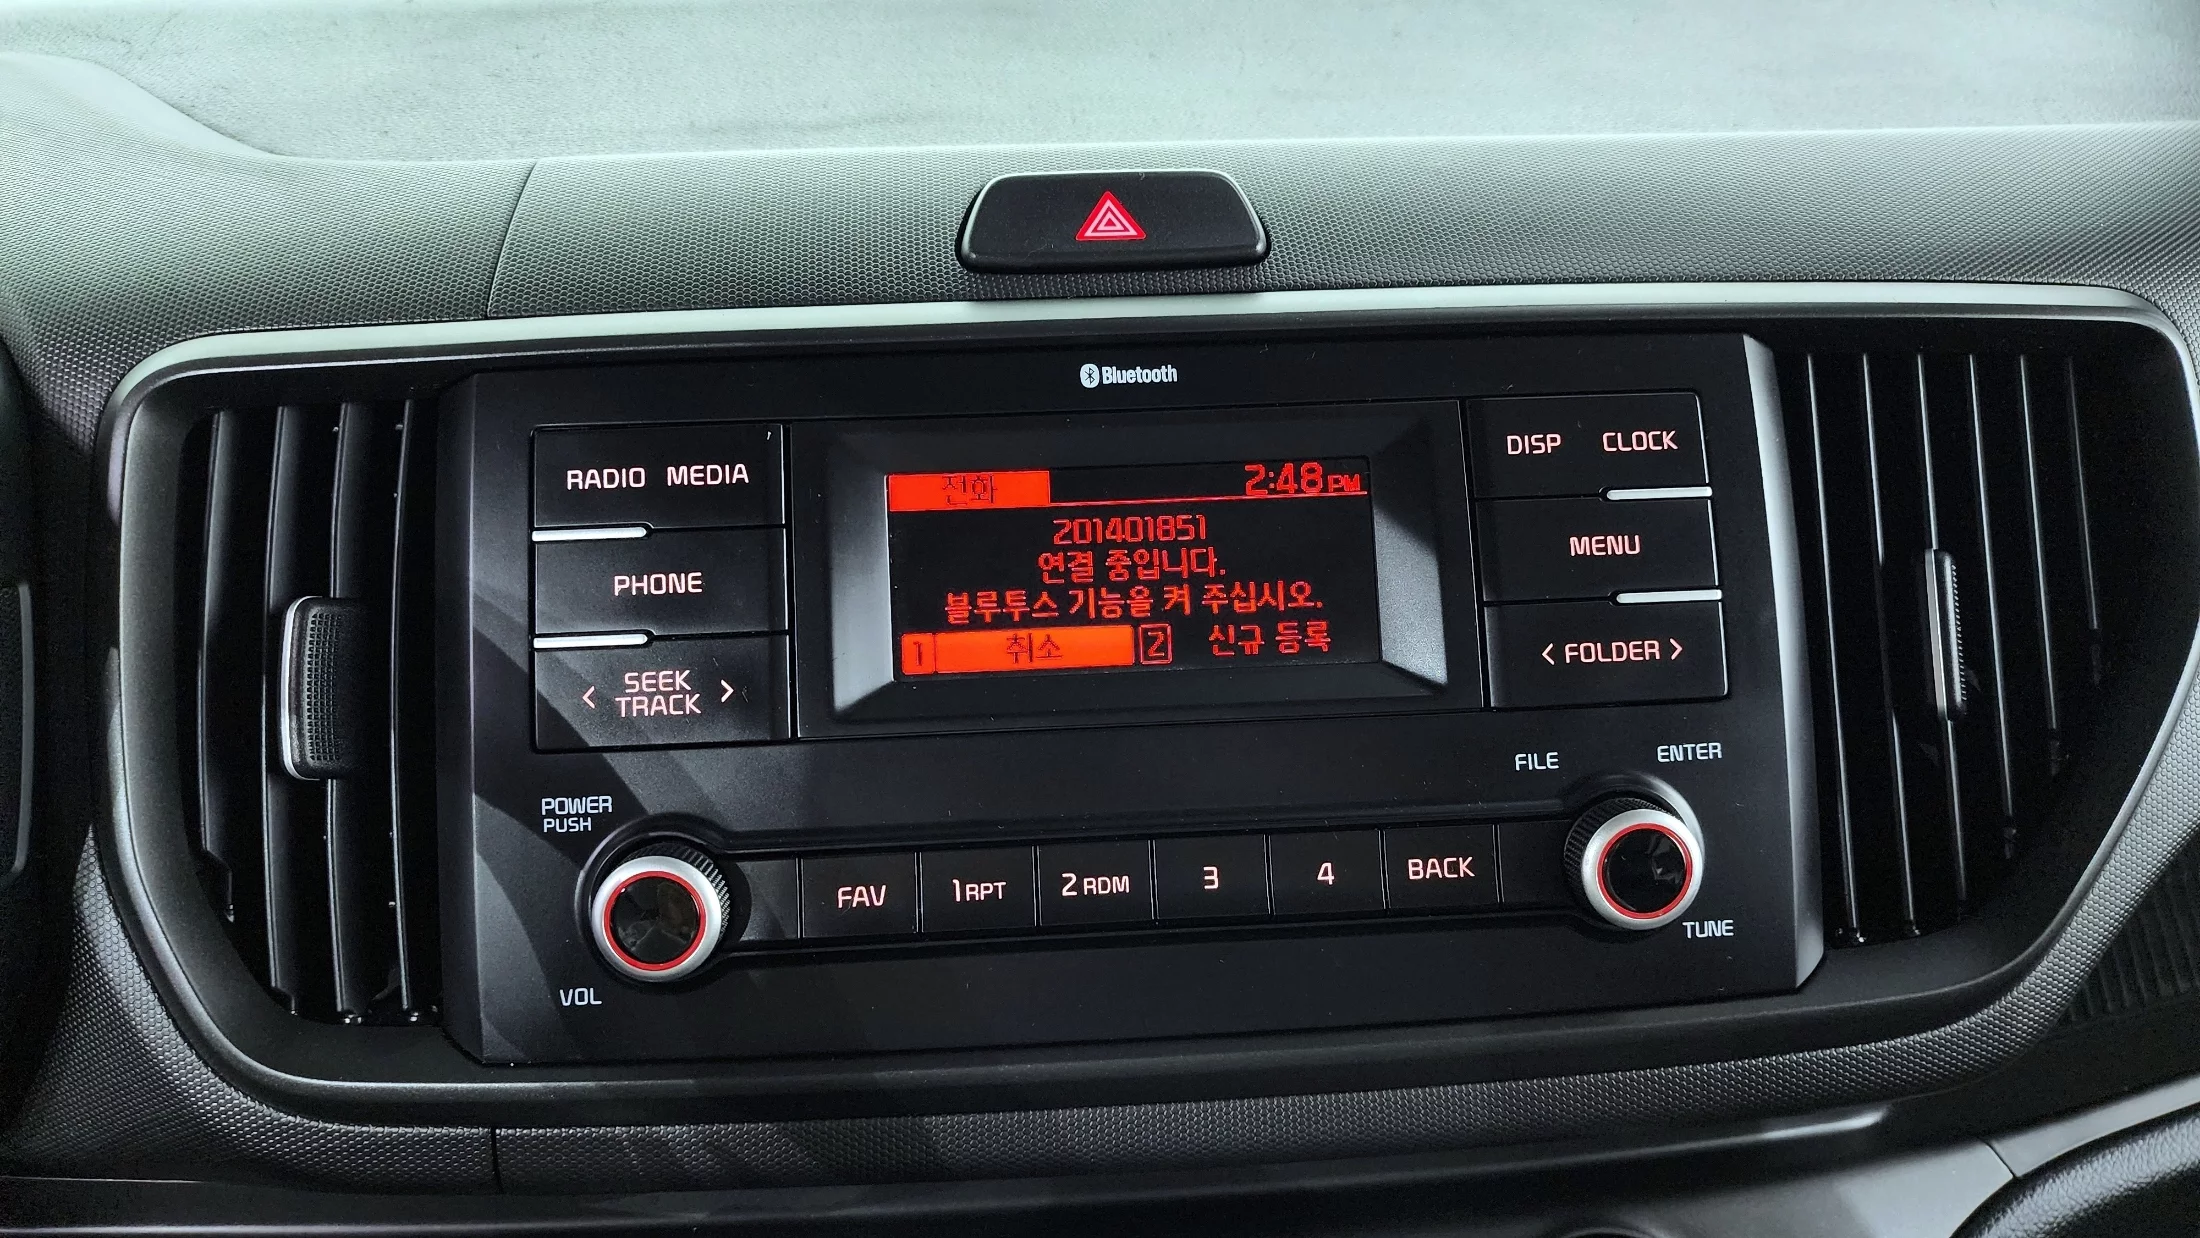 Bluetooth
RADIO MEDIA
PHONE
< SEEK TRACK >
전화 2:48 PM
201401851
연결 중입니다.
블루투스 기능을 켜 주십시오.
1 취소 2 신규 등록
DISP CLOCK
MENU
< FOLDER >
POWER
PUSH
VOL
FAV
1 RPT
2 RDM
3
4
BACK
FILE
ENTER
TUNE